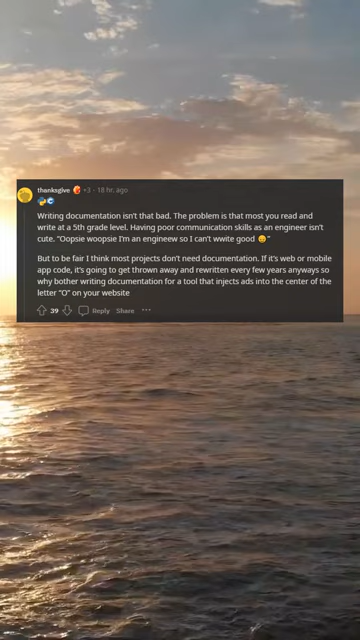 thanksgive +3 · 18 hr. ago
Writing documentation isn't that bad. The problem is that most you read and
write at a 5th grade level. Having poor communication skills as an engineer isn't
cute. "Oopsie woopsie I'm an engineew so I can't wwite good 😖"
But to be fair I think most projects don't need documentation. If it's web or mobile
app code, it's going to get thrown away and rewritten every few years anyways so
why bother writing documentation for a tool that injects ads into the center of the
letter "O" on your website
39 Reply Share ···